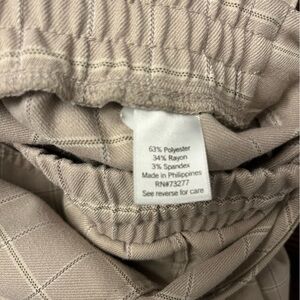 63% Polyester
34% Rayon
3% Spandex
Made in Philippines
RN#73277
See reverse for care